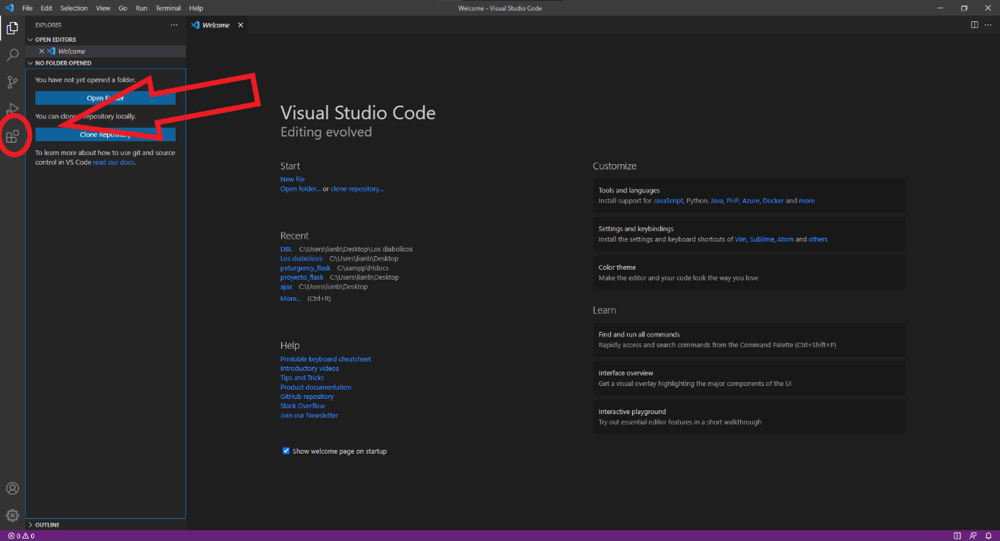 File Edit Selection View Go Run Terminal Help
Welcome - Visual Studio Code
EXPLORER
Welcome
OPEN EDITORS
Welcome
NO FOLDER OPENED
You have not yet opened a folder.
Open Folder
You can clone a repository locally.
Clone Repository
To learn more about how to use git and source
control in VS Code read our docs.
OUTLINE
Visual Studio Code
Editing evolved
Start
New file
Open folder... or clone repository...
Recent
DBL C:\Users\lianb\Desktop\Los diabolicos
Los diabolicos C:\Users\lianb\Desktop
peturgency_flask C:\xampp\htdocs
proyecto_flask C:\Users\lianb\Desktop
ajax C:\Users\lianb\Desktop
More... (Ctrl+R)
Help
Printable keyboard cheatsheet
Introductory videos
Tips and Tricks
Product documentation
GitHub repository
Stack Overflow
Join our Newsletter
Show welcome page on startup
Customize
Tools and languages
Install support for JavaScript, Python, Java, PHP, Azure, Docker and more
Settings and keybindings
Install the settings and keyboard shortcuts of Vim, Sublime, Atom and others
Color theme
Make the editor and your code look the way you love
Learn
Find and run all commands
Rapidly access and search commands from the Command Palette (Ctrl+Shift+P)
Interface overview
Get a visual overlay highlighting the major components of the UI
Interactive playground
Try out essential editor features in a short walkthrough
0 0